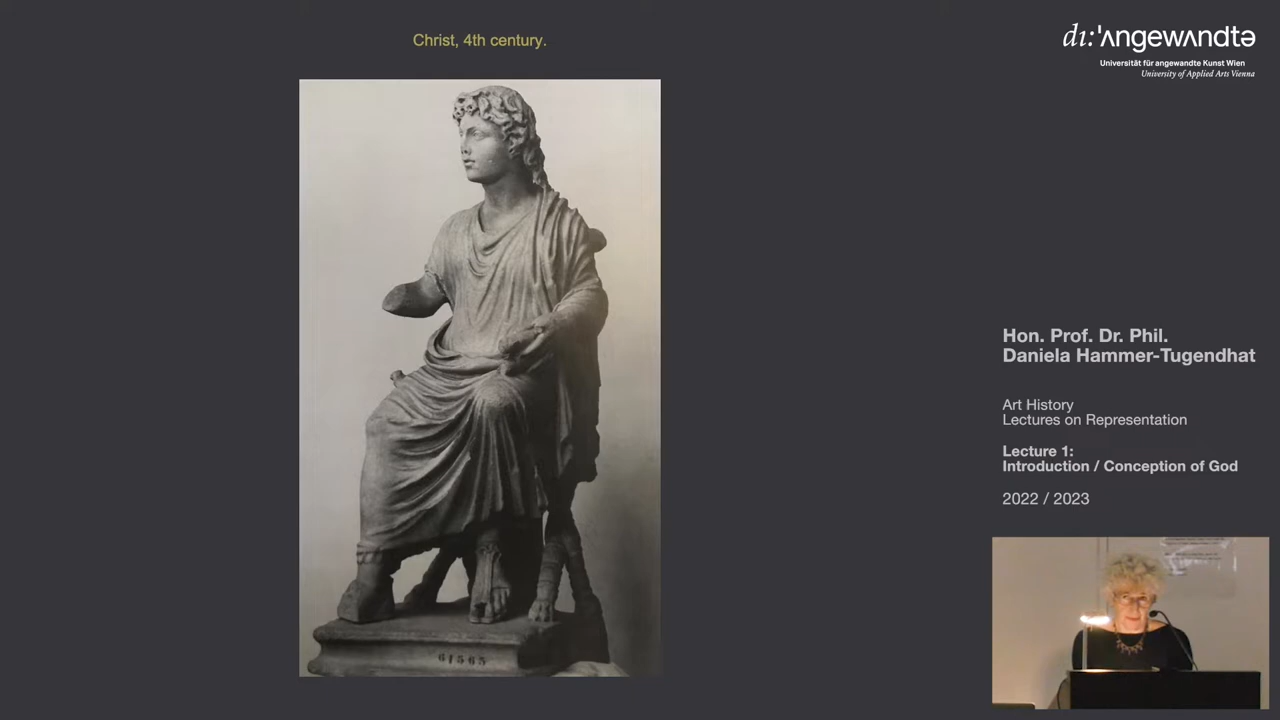 Christ, 4th century.
dı:'ʌngewʌndtə
Universität für angewandte Kunst Wien
University of Applied Arts Vienna
Hon. Prof. Dr. Phil.
Daniela Hammer-Tugendhat
Art History
Lectures on Representation
Lecture 1:
Introduction / Conception of God
2022 / 2023
61565